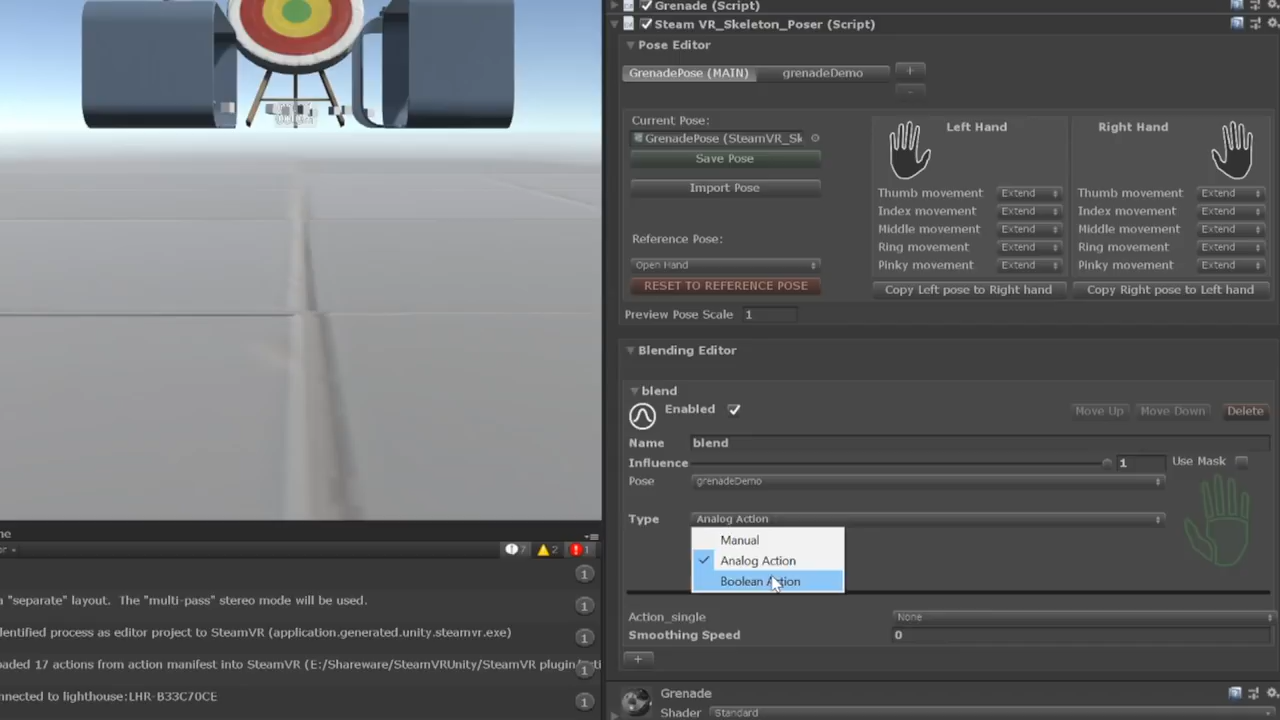 Grenade (Script)
Steam VR_Skeleton_Poser (Script)
Pose Editor
GrenadePose (MAIN) grenadeDemo +
-
Current Pose:
GrenadePose (SteamVR_Sk
Save Pose
Import Pose
Reference Pose:
Open Hand
RESET TO REFERENCE POSE
Left Hand
Thumb movement Extend
Index movement Extend
Middle movement Extend
Ring movement Extend
Pinky movement Extend
Copy Left pose to Right hand
Right Hand
Thumb movement Extend
Index movement Extend
Middle movement Extend
Ring movement Extend
Pinky movement Extend
Copy Right pose to Left hand
Preview Pose Scale 1
Blending Editor
blend
Enabled Move Up Move Down Delete
Name blend
Influence 1 Use Mask
Pose grenadeDemo
Type Analog Action
Manual
Analog Action
Boolean Action
Action_single None
Smoothing Speed 0
+
Grenade
Shader Standard
ne
7 2 1
1
a "separate" layout. The "multi-pass" stereo mode will be used. 1
dentified process as editor project to SteamVR (application.generated.unity.steamvr.exe) 1
oaded 17 actions from action manifest into SteamVR (E:/Shareware/SteamVRUnity/SteamVR plugin/ 1
nnected to lighthouse:LHR-B33C70CE 1